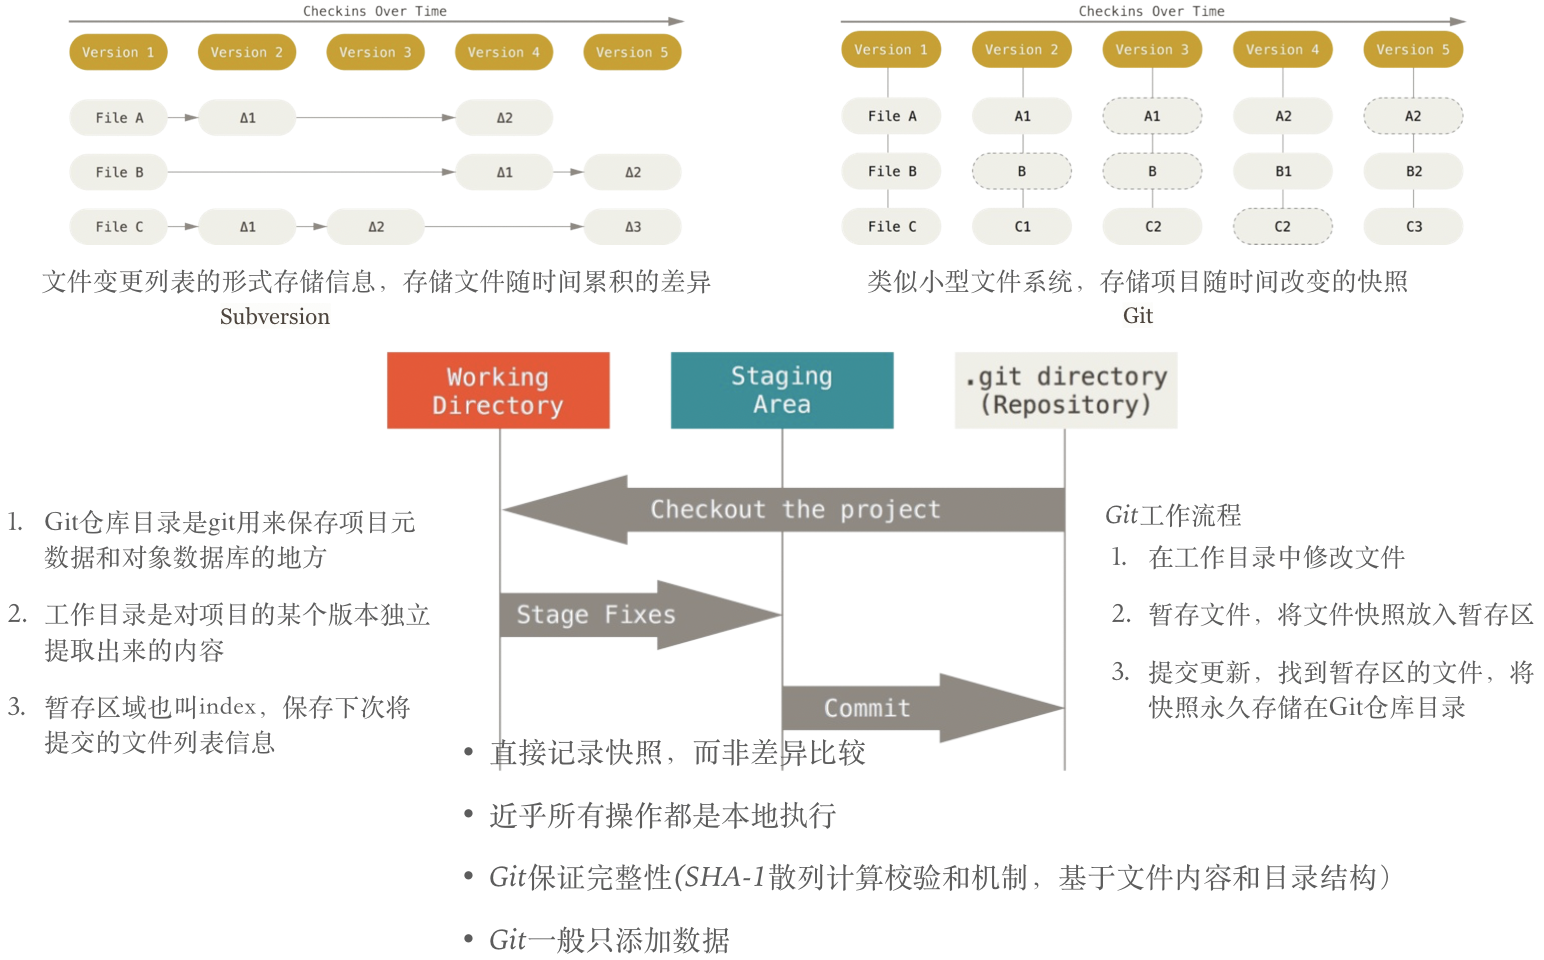 Checkins Over Time
Version 1 Version 2 Version 3 Version 4 Version 5
File A Δ1 Δ2
File B Δ1 Δ2
File C Δ1 Δ2 Δ3
文件变更列表的形式存储信息，存储文件随时间累积的差异
Subversion
Checkins Over Time
Version 1 Version 2 Version 3 Version 4 Version 5
File A A1 A1 A2 A2
File B B B B1 B2
File C C1 C2 C2 C3
类似小型文件系统，存储项目随时间改变的快照
Git
Working
Directory
Staging
Area
.git directory
(Repository)
Checkout the project
Stage Fixes
Commit
1. Git仓库目录是git用来保存项目元
数据和对象数据库的地方
2. 工作目录是对项目的某个版本独立
提取出来的内容
3. 暂存区域也叫index，保存下次将
提交的文件列表信息
Git工作流程
1. 在工作目录中修改文件
2. 暂存文件，将文件快照放入暂存区
3. 提交更新，找到暂存区的文件，将
快照永久存储在Git仓库目录
• 直接记录快照，而非差异比较
• 近乎所有操作都是本地执行
• Git保证完整性(SHA-1散列计算校验和机制，基于文件内容和目录结构）
• Git一般只添加数据